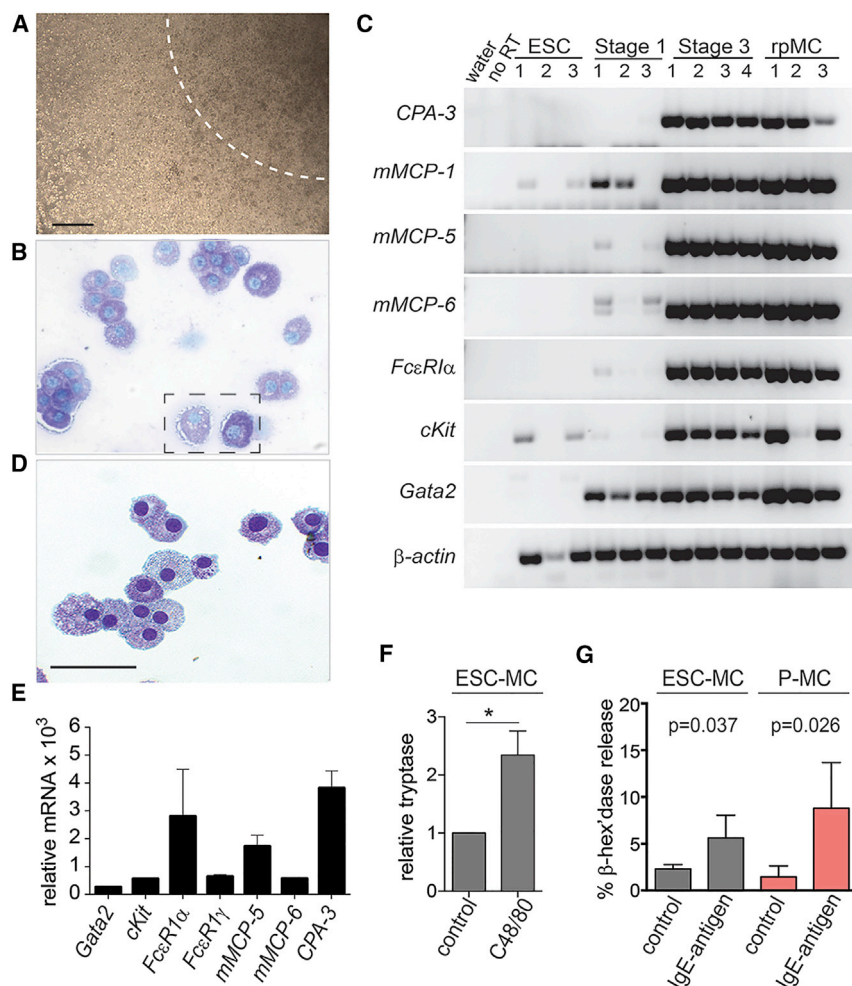 A
B
D
C
water
no RT
ESC
Stage 1
Stage 3
rpMC
1 2 3 1 2 3 1 2 3 4 1 2 3
CPA-3
mMCP-1
mMCP-5
mMCP-6
FcεRIα
cKit
Gata2
β-actin
E
relative mRNA x 10³
6
5
4
3
2
1
0
Gata2
cKit
FcεR1α
FcεR1γ
mMCP-5
mMCP-6
CPA-3
F
ESC-MC
*
relative tryptase
3
2
1
0
control
C48/80
G
ESC-MC P-MC
p=0.037 p=0.026
% β-hex'dase release
20
15
10
5
0
control
IgE-antigen
control
IgE-antigen